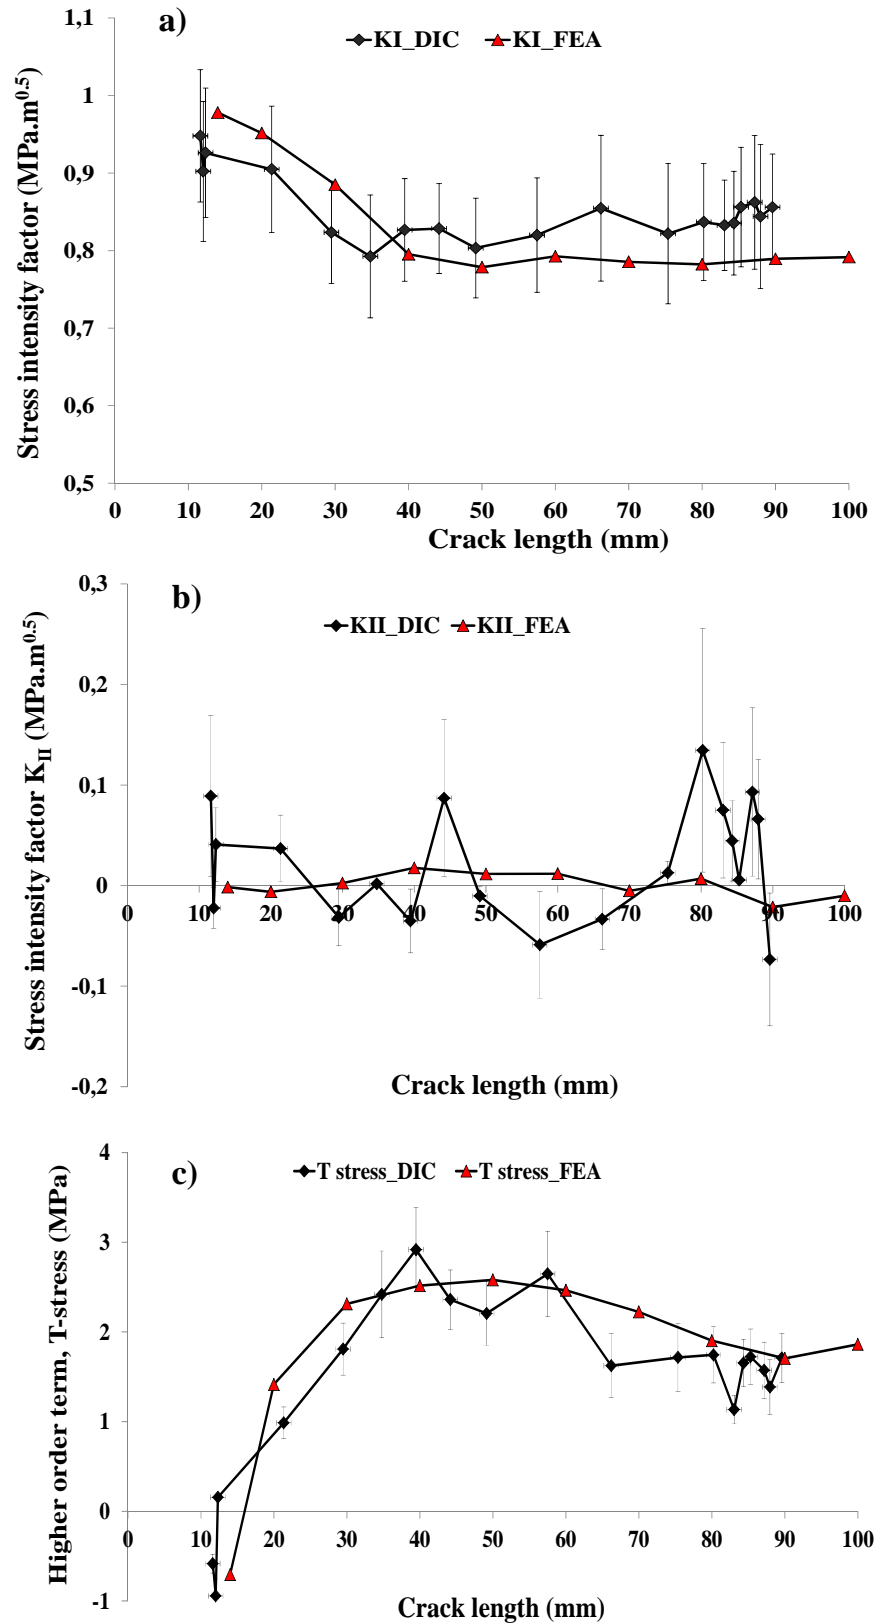 a)
KI_DIC KI_FEA
Stress intensity factor (MPa.m0.5)
1,1
1
0,9
0,8
0,7
0,6
0,5
0 10 20 30 40 50 60 70 80 90 100
Crack length (mm)
b)
KII_DIC KII_FEA
Stress intensity factor KII (MPa.m0.5)
0,3
0,2
0,1
0
-0,1
-0,2
0 10 20 30 40 50 60 70 80 90 100
Crack length (mm)
c)
T stress_DIC T stress_FEA
Higher order term, T-stress (MPa)
4
3
2
1
0
-1
0 10 20 30 40 50 60 70 80 90 100
Crack length (mm)